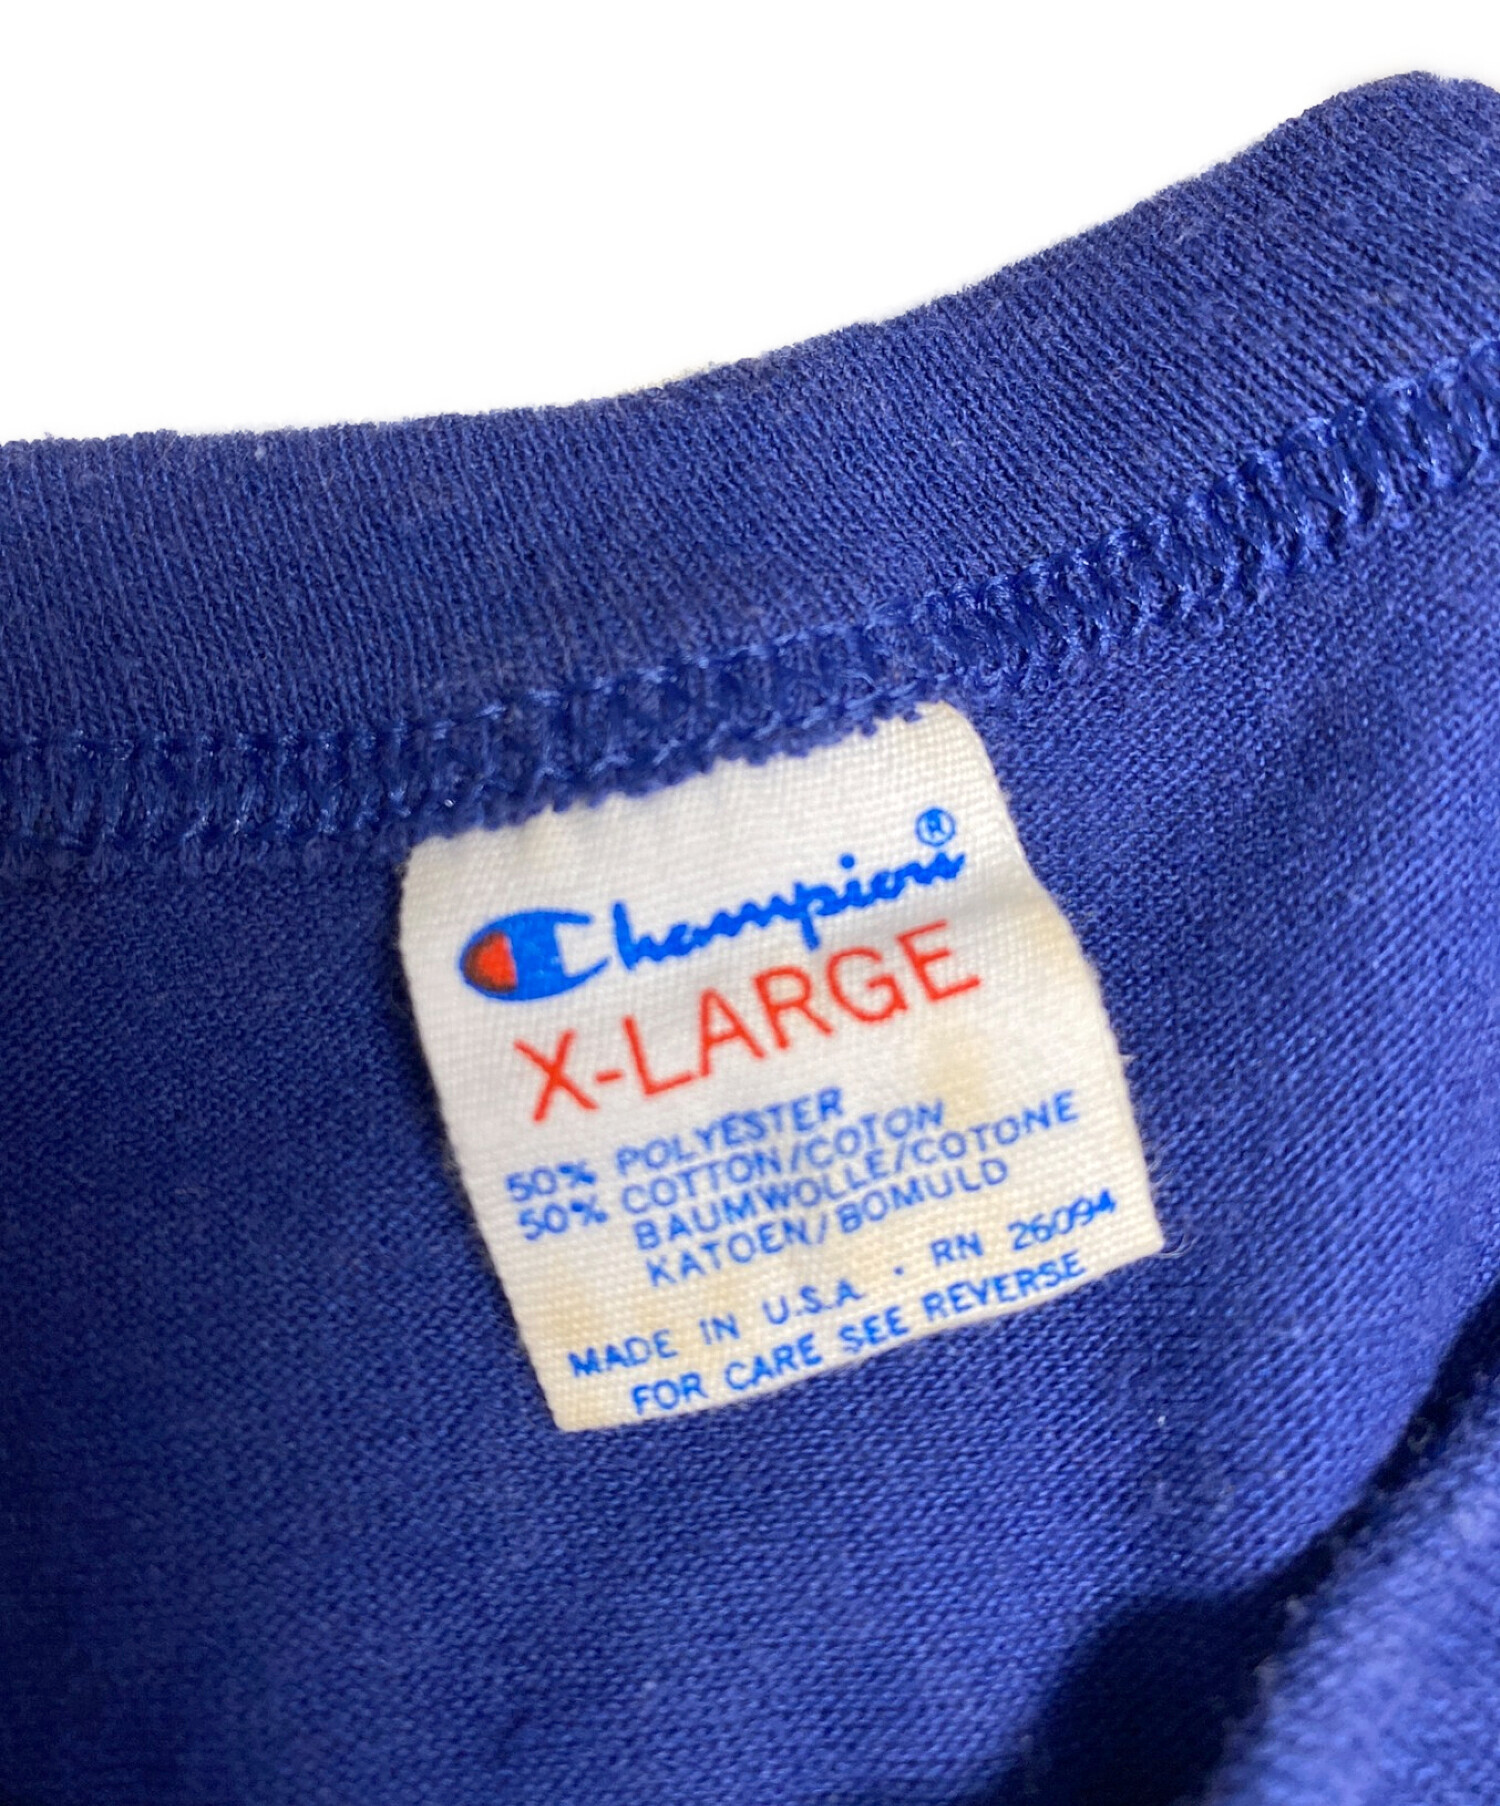 Champion®
X-LARGE
50% POLYESTER
50% COTTON/COTON
BAUMWOLLE/COTONE
KATOEN/BOMULD
MADE IN U.S.A. · RN 26094
FOR CARE SEE REVERSE